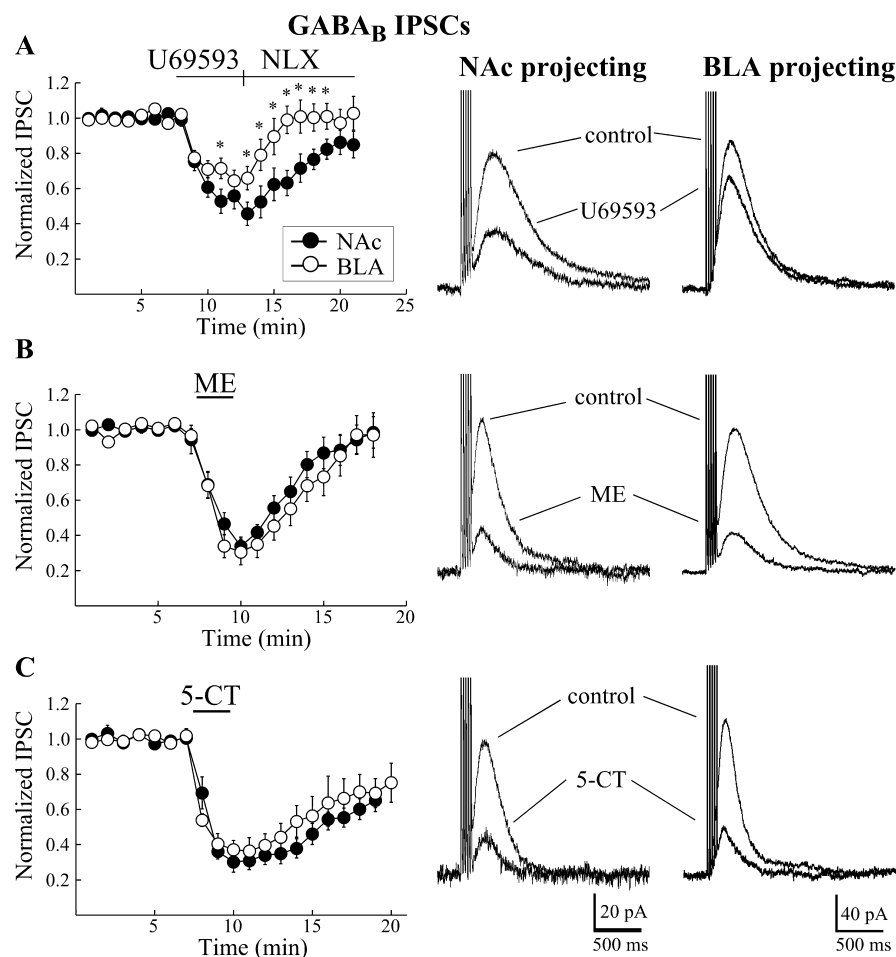 GABAB IPSCs
A
U69593 NLX
NAc projecting
BLA projecting
Normalized IPSC
1.2
1.0
0.8
0.6
0.4
0.2
* * * * * * * * *
NAc
BLA
5 10 15 20 25
Time (min)
control
U69593
B
ME
Normalized IPSC
1.2
1.0
0.8
0.6
0.4
0.2
5 10 15 20
Time (min)
control
ME
C
5-CT
Normalized IPSC
1.2
1.0
0.8
0.6
0.4
0.2
5 10 15 20
Time (min)
control
5-CT
20 pA
500 ms
40 pA
500 ms